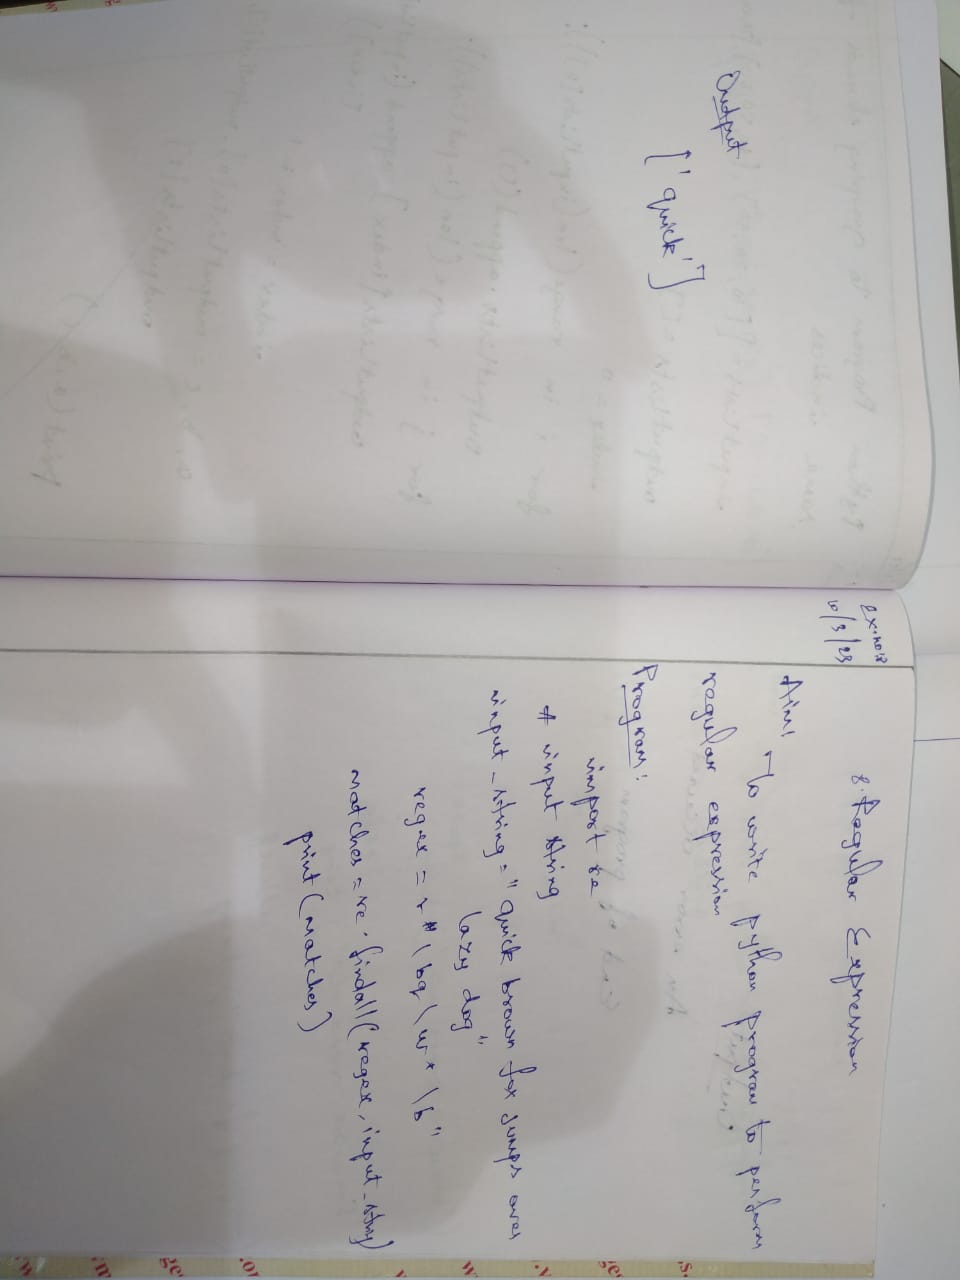 Output
['quick']
Ex.no:8
10/3/23
8. Regular Expression
Aim:
To write python program to perform
regular expression
Program:
import re
# input string
input_string = "quick brown fox jumps over
lazy dog"
regex = r"\bq\w*\b"
matches = re.findall(regex, input_string)
print(matches)